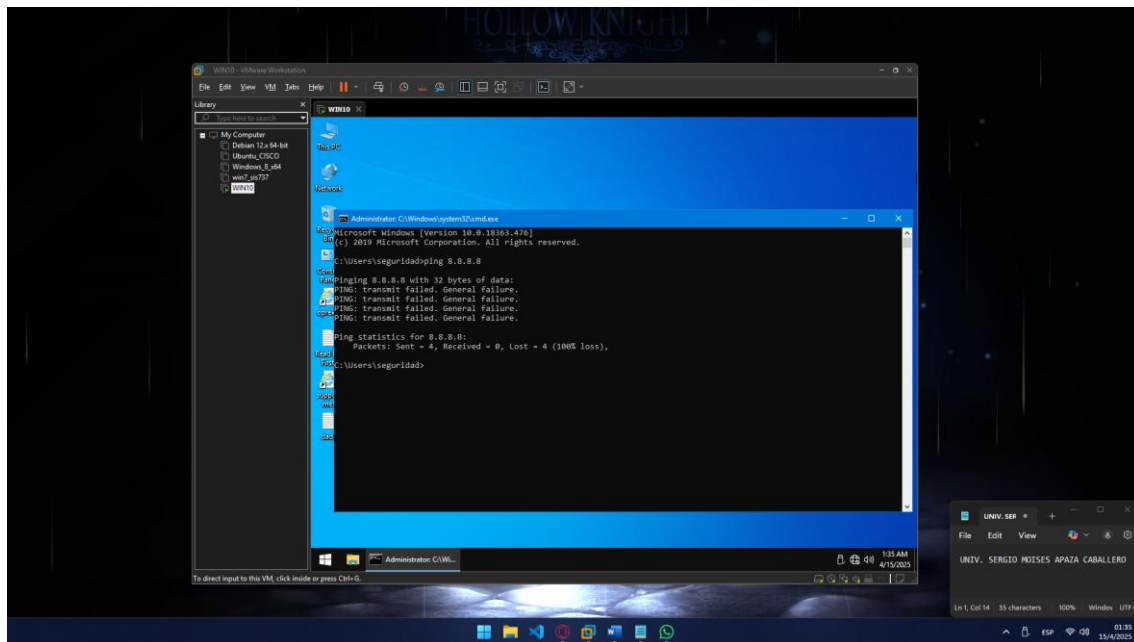 HOLLOW KNIGHT
WIN10 - VMware Workstation
File Edit View VM Tabs Help
Library
Type here to search
My Computer
Debian 12.x 64-bit
Ubuntu_CISCO
Windows_8_x64
win7_sis737
WIN10
WIN10
This PC
Network
Administrator: C:\Windows\system32\cmd.exe
Microsoft Windows [Version 10.0.18363.476]
(c) 2019 Microsoft Corporation. All rights reserved.
C:\Users\seguridad>ping 8.8.8.8
Pinging 8.8.8.8 with 32 bytes of data:
PING: transmit failed. General failure.
PING: transmit failed. General failure.
PING: transmit failed. General failure.
PING: transmit failed. General failure.
Ping statistics for 8.8.8.8:
Packets: Sent = 4, Received = 0, Lost = 4 (100% loss),
C:\Users\seguridad>
Administrator: C:\Wi...
1:35 AM
4/15/2025
To direct input to this VM, click inside or press Ctrl+G.
UNIV. SER
File Edit View
UNIV. SERGIO MOISES APAZA CABALLERO
Ln 1, Col 14 35 characters 100% Window UTF-
ESP
01:35
15/4/2025